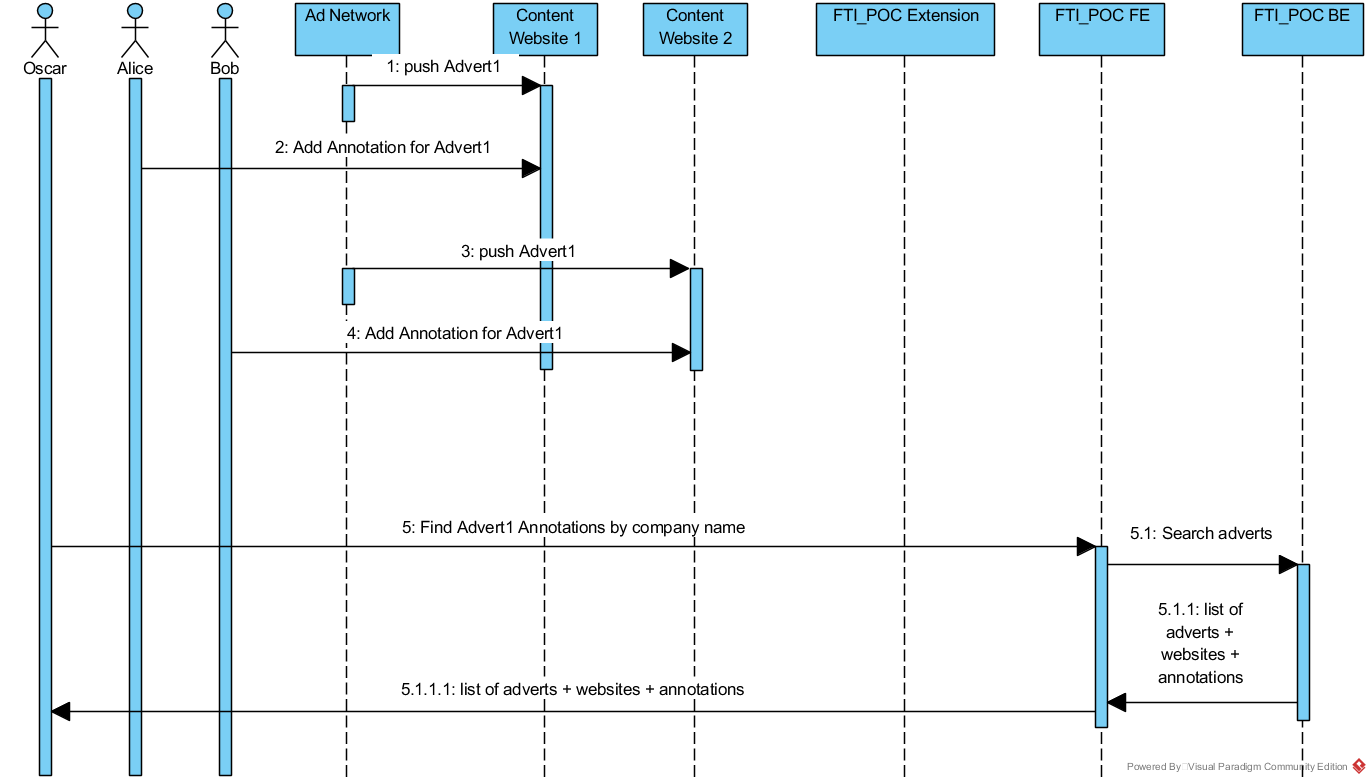 Oscar
Alice
Bob
Ad Network
Content
Website 1
Content
Website 2
FTI_POC Extension
FTI_POC FE
FTI_POC BE
1: push Advert1
2: Add Annotation for Advert1
3: push Advert1
4: Add Annotation for Advert1
5: Find Advert1 Annotations by company name
5.1: Search adverts
5.1.1: list of
adverts +
websites +
annotations
5.1.1.1: list of adverts + websites + annotations
Powered By Visual Paradigm Community Edition